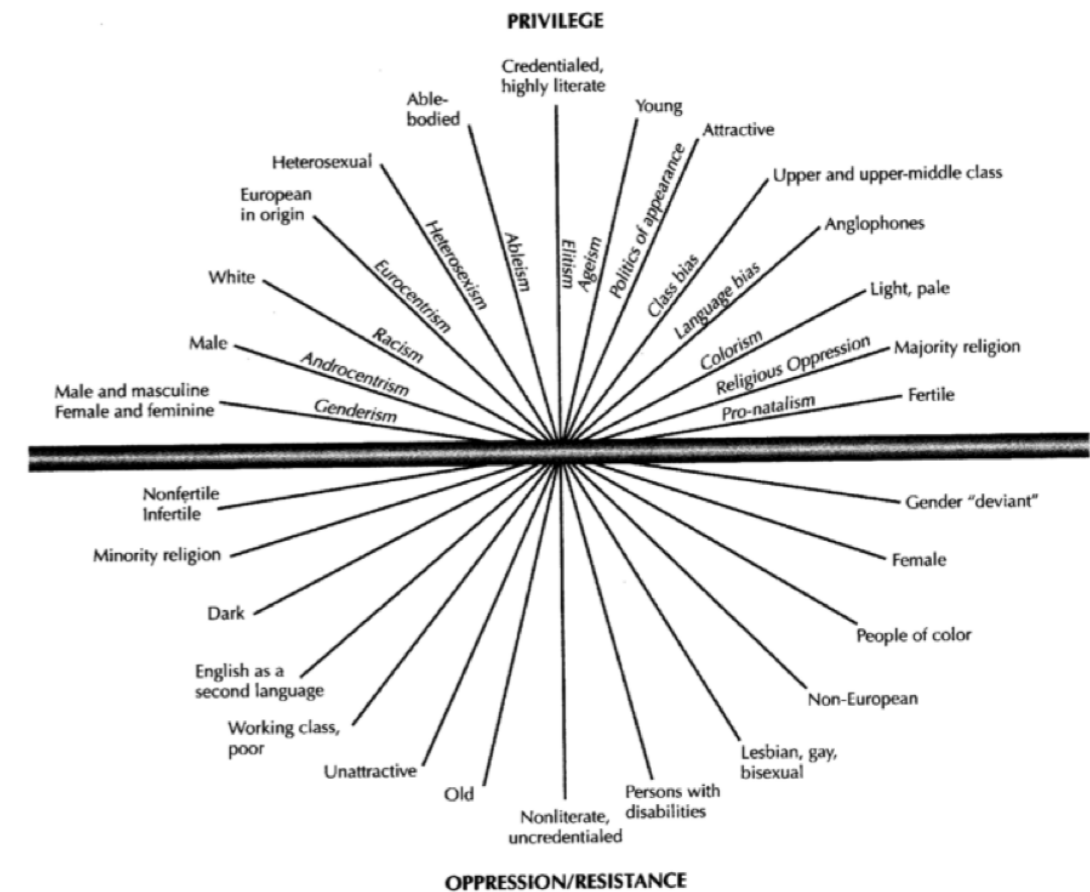 PRIVILEGE
Credentialed,
highly literate
Able-
bodied
Young
Attractive
Heterosexual
Upper and upper-middle class
European
in origin
Anglophones
White
Light, pale
Male
Majority religion
Male and masculine
Female and feminine
Fertile
Genderism
Androcentrism
Racism
Eurocentrism
Heterosexism
Ableism
Elitism
Ageism
Politics of appearance
Class bias
Language bias
Colorism
Religious Oppression
Pro-natalism
Nonfertile
Infertile
Gender “deviant”
Minority religion
Female
Dark
People of color
English as a
second language
Non-European
Working class,
poor
Lesbian, gay,
bisexual
Unattractive
Old
Persons with
disabilities
Nonliterate,
uncredentialed
OPPRESSION/RESISTANCE